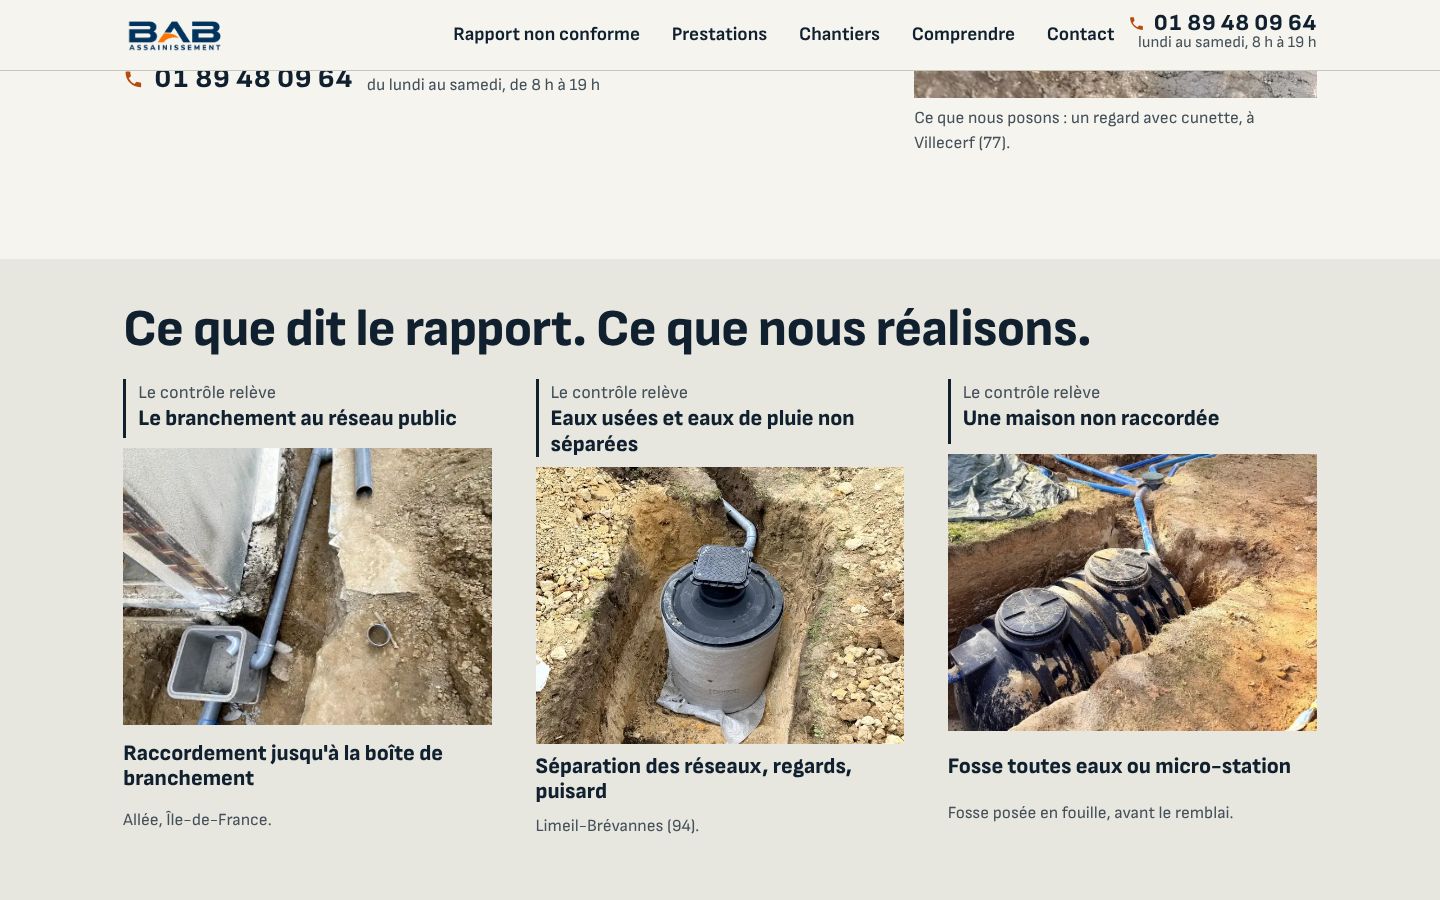 BAB
ASSAINISSEMENT
Rapport non conforme
Prestations
Chantiers
Comprendre
Contact
01 89 48 09 64
lundi au samedi, 8 h à 19 h
01 89 48 09 64
du lundi au samedi, de 8 h à 19 h
Ce que nous posons : un regard avec cunette, à
Villecerf (77).
Ce que dit le rapport. Ce que nous réalisons.
Le contrôle relève
Le branchement au réseau public
Raccordement jusqu'à la boîte de
branchement
Allée, Île-de-France.
Le contrôle relève
Eaux usées et eaux de pluie non
séparées
Séparation des réseaux, regards,
puisard
Limeil-Brévannes (94).
Le contrôle relève
Une maison non raccordée
Fosse toutes eaux ou micro-station
Fosse posée en fouille, avant le remblai.